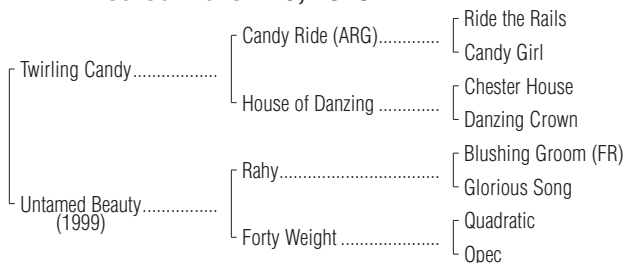 Ride the Rails
Candy Ride (ARG)............
Candy Girl
Twirling Candy.................
Chester House
House of Danzing ............
Danzing Crown
Blushing Groom (FR)
Rahy................................
Glorious Song
Untamed Beauty...............
(1999)
Quadratic
Forty Weight ...................
Opec